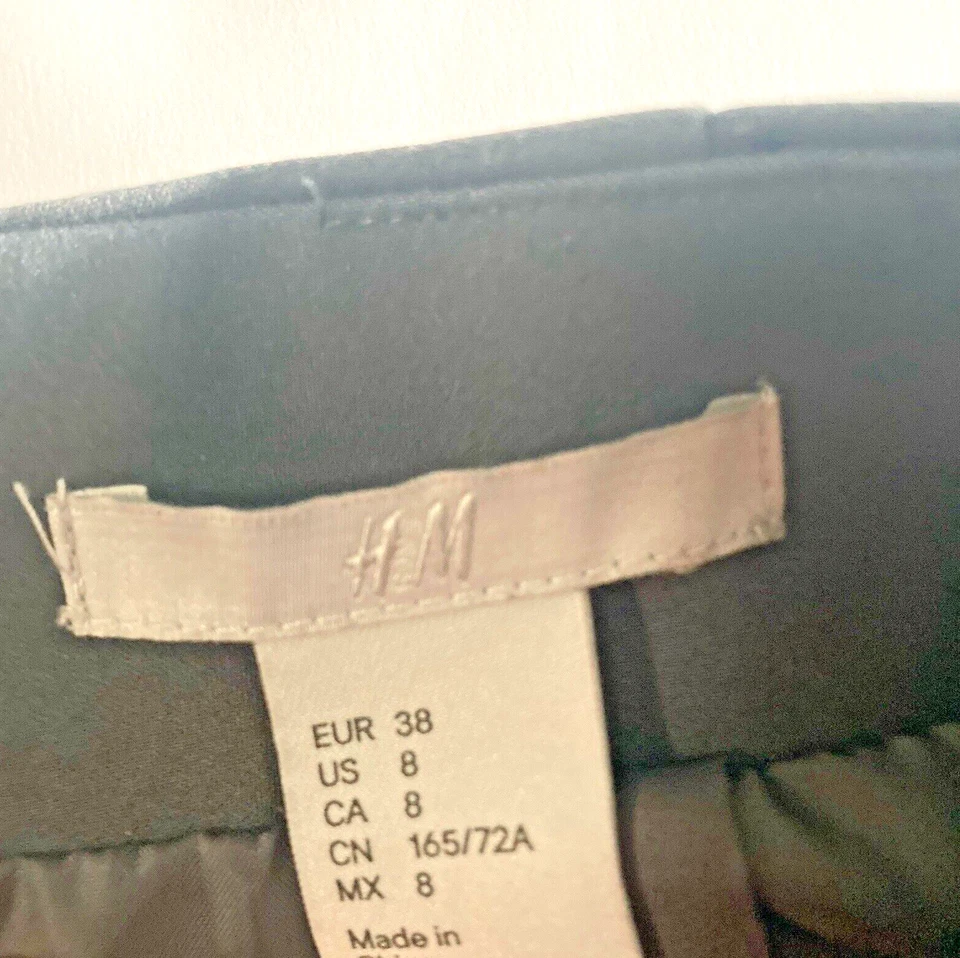 H&M
EUR 38
US 8
CA 8
CN 165/72A
MX 8
Made in